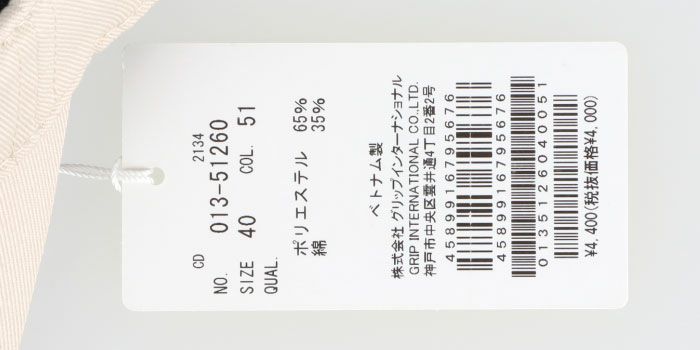 CD 2134
NO. 013-51260
SIZE 40 COL. 51
QUAL.
ポリエステル 65%
綿 35%
ベトナム製
株式会社 グリップインターナショナル
GRIP INTERNATIONAL CO.,LTD.
神戸市中央区雲井通4丁目2番2号
4589916795676
4589916795676
0135126040051
¥4,400(税抜価格¥4,000)